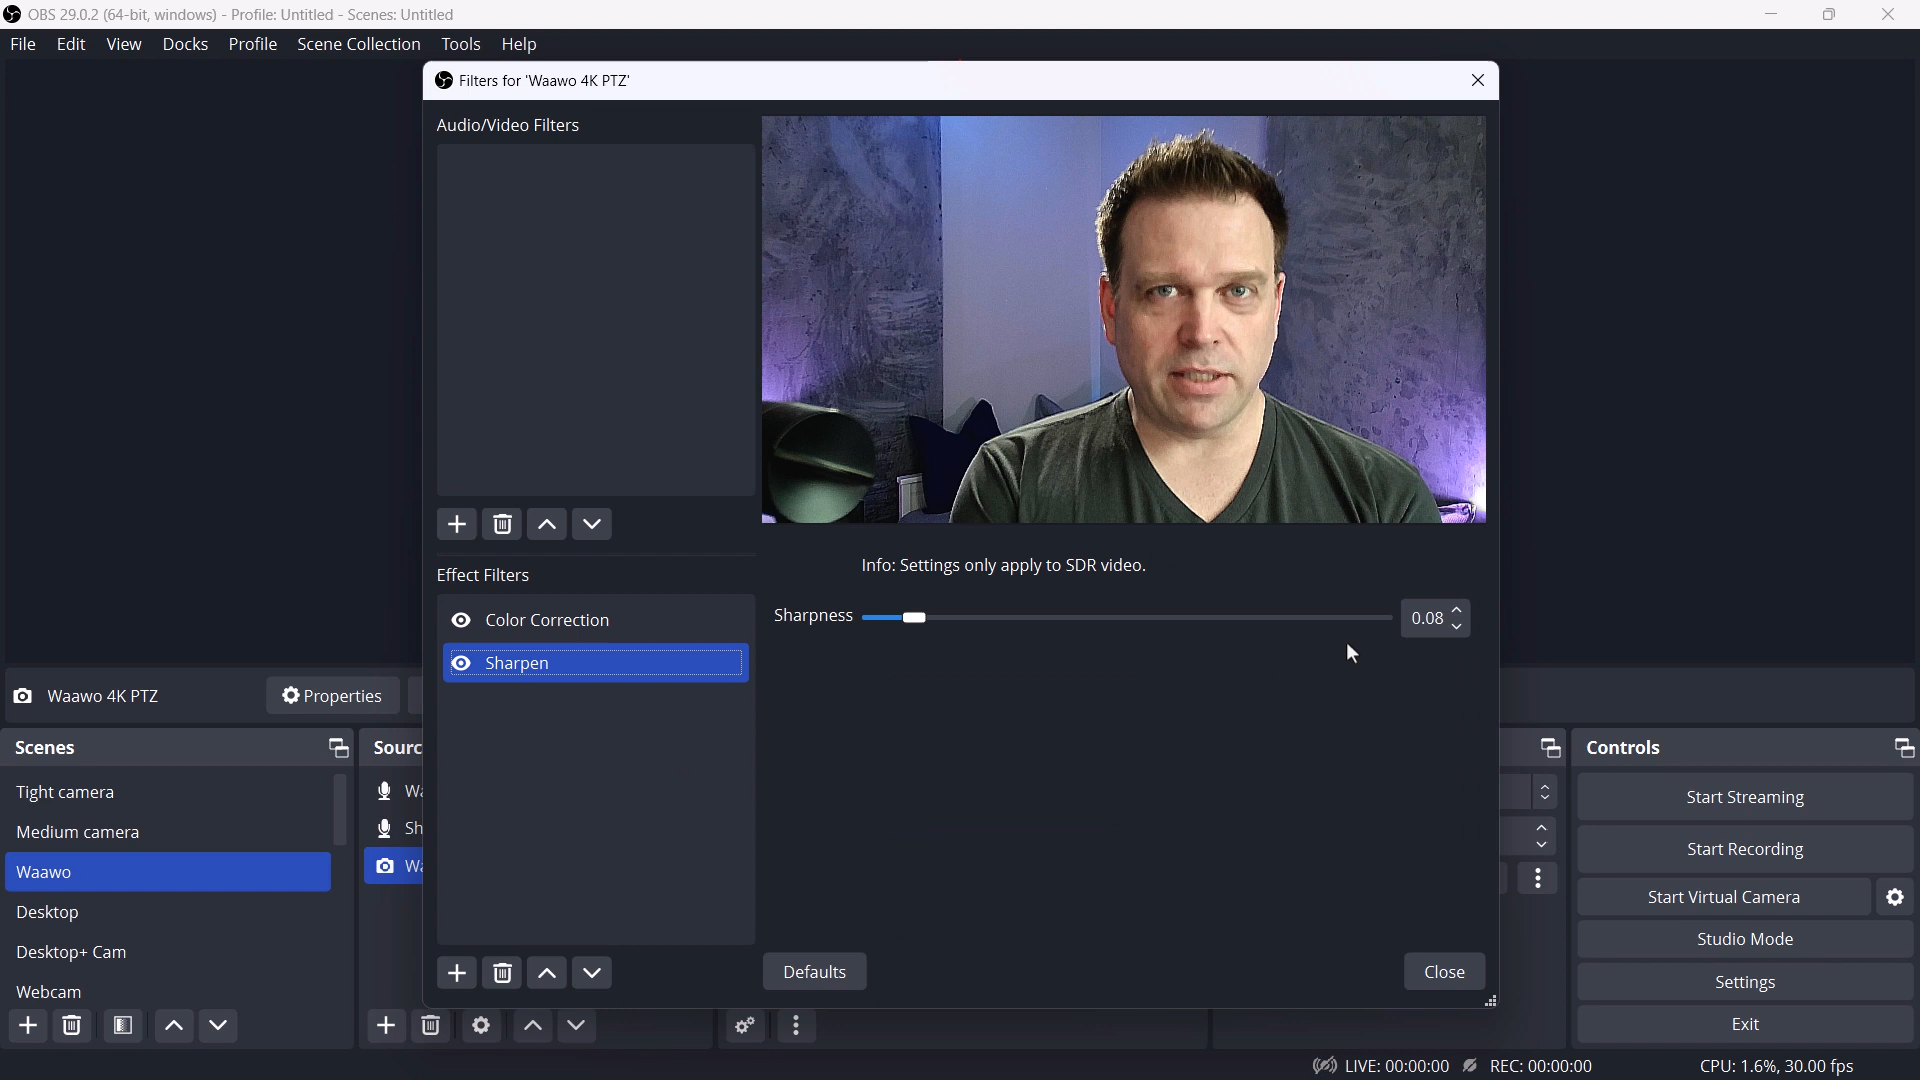 OBS 29.0.2 (64-bit, windows) - Profile: Untitled - Scenes: Untitled
File Edit View Docks Profile Scene Collection Tools Help
Filters for 'Waawo 4K PTZ'
Audio/Video Filters
Info: Settings only apply to SDR video.
Effect Filters
Color Correction
Sharpen
Sharpness 0.08
Defaults
Close
Waawo 4K PTZ
Properties
Scenes
Tight camera
Medium camera
Waawo
Desktop
Desktop+ Cam
Webcam
Controls
Start Streaming
Start Recording
Start Virtual Camera
Studio Mode
Settings
Exit
LIVE: 00:00:00 REC: 00:00:00 CPU: 1.6%, 30.00 fps